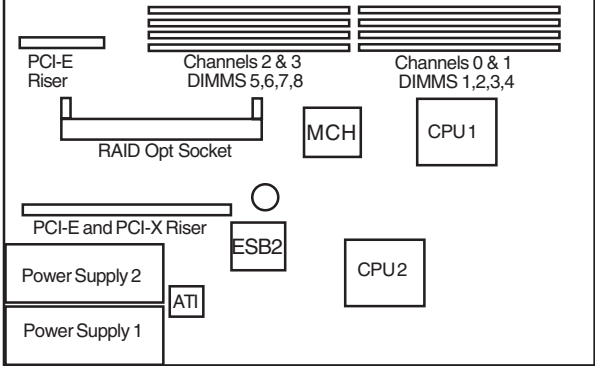 PCI-E
Riser
Channels 2 & 3
DIMMS 5,6,7,8
Channels 0 & 1
DIMMS 1,2,3,4
RAID Opt Socket
MCH
CPU1
PCI-E and PCI-X Riser
ESB2
CPU2
Power Supply 2
ATI
Power Supply 1